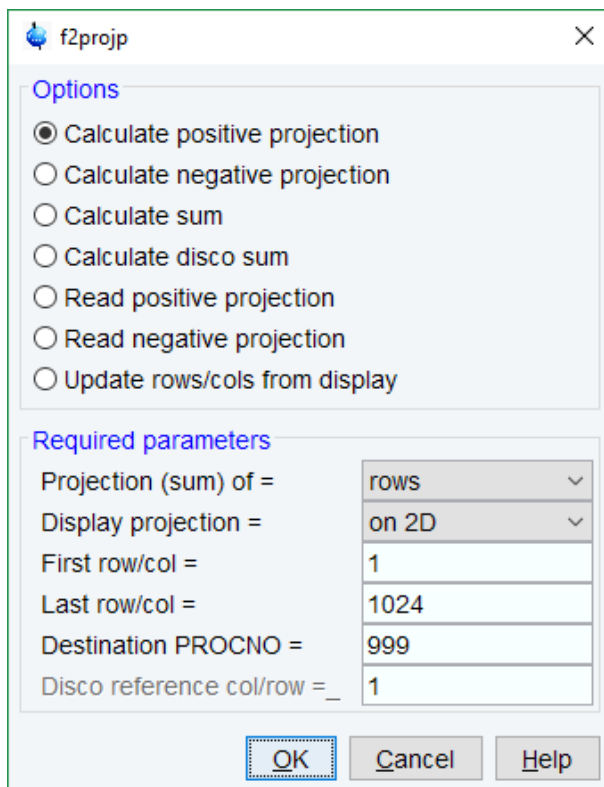 f2projp
Options
Calculate positive projection
Calculate negative projection
Calculate sum
Calculate disco sum
Read positive projection
Read negative projection
Update rows/cols from display
Required parameters
Projection (sum) of = rows
Display projection = on 2D
First row/col = 1
Last row/col = 1024
Destination PROCNO = 999
Disco reference col/row =_ 1
OK Cancel Help